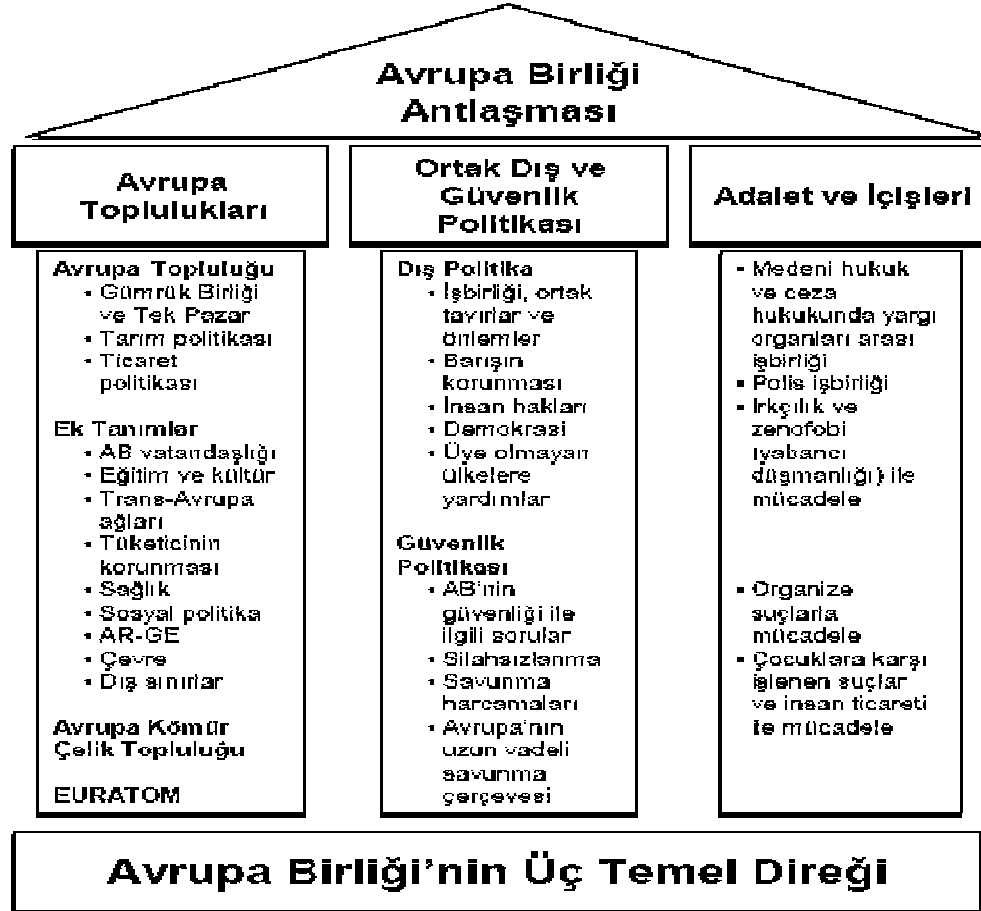 Avrupa Birliği
Antlaşması
Avrupa
Toplulukları
Avrupa Topluluğu
▪ Gümrük Birliği
ve Tek Pazar
▪ Tarım politikası
▪ Ticaret
politikası
Ek Tanımlar
▪ AB vatandaşlığı
▪ Eğitim ve kültür
▪ Trans-Avrupa
ağları
▪ Tüketicinin
korunması
▪ Sağlık
▪ Sosyal politika
▪ AR-GE
▪ Çevre
▪ Dış sınırlar
Avrupa Kömür
Çelik Topluluğu
EURATOM
Ortak Dış ve
Güvenlik
Politikası
Dış Politika
▪ İşbirliği, ortak
tavırlar ve
önlemler
▪ Barışın
korunması
▪ İnsan hakları
▪ Demokrasi
▪ Üye olmayan
ülkelere
yardımlar
Güvenlik
Politikası
▪ AB'nin
güvenliği ile
ilgili sorular
▪ Silahsızlanma
▪ Savunma
harcamaları
▪ Avrupa'nın
uzun vadeli
savunma
çerçevesi
Adalet ve İçişleri
▪ Medeni hukuk
ve ceza
hukukunda yargı
organları arası
işbirliği
▪ Polis işbirliği
▪ Irkçılık ve
zenofobi
(yabancı
düşmanlığı) ile
mücadele
▪ Organize
suçlarla
mücadele
▪ Çocuklara karşı
işlenen suçlar
ve insan ticareti
ile mücadele
Avrupa Birliği'nin Üç Temel Direği